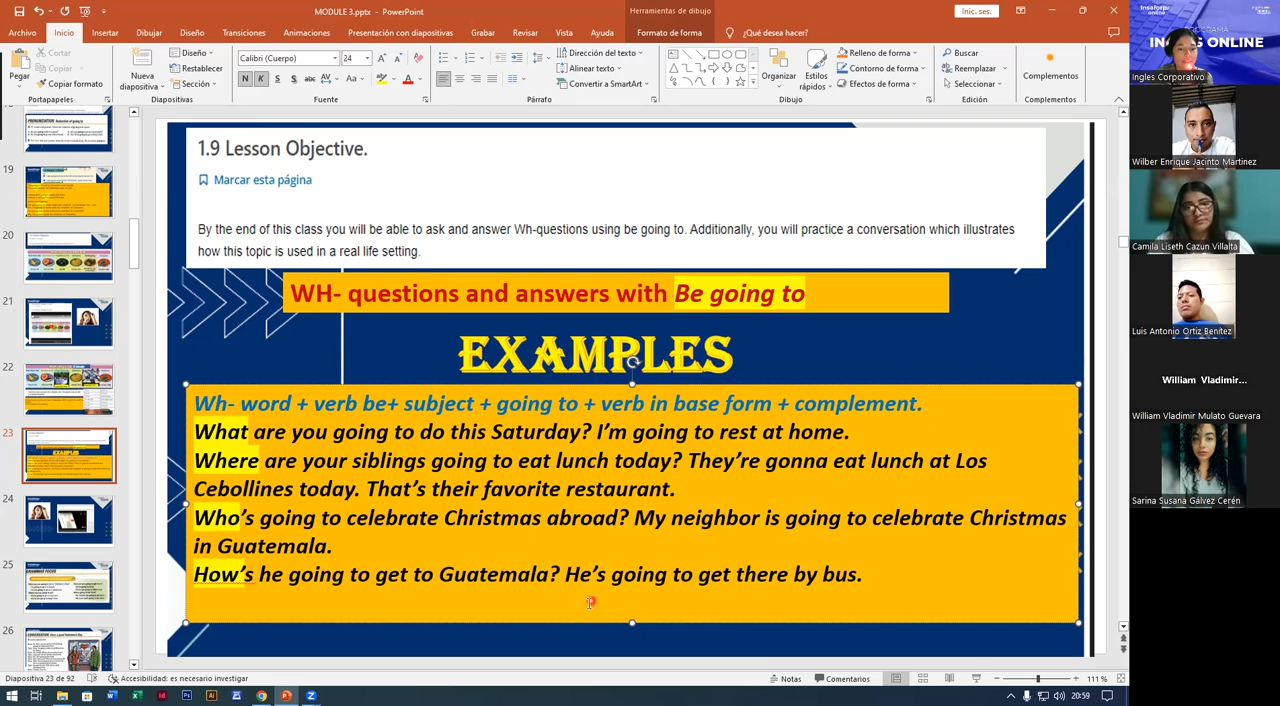 MODULE 3.pptx - PowerPoint
Herramientas de dibujo
Inic. ses.
Archivo Inicio Insertar Dibujar Diseño Transiciones Animaciones Presentación con diapositivas Grabar Revisar Vista Ayuda Formato de forma ¿Qué desea hacer?
Pegar
Cortar
Copiar
Copiar formato
Portapapeles
Nueva diapositiva
Diseño
Restablecer
Sección
Diapositivas
Calibri (Cuerpo) 24
N K S S abc AV Aa
Fuente
Párrafo
Dirección del texto
Alinear texto
Convertir a SmartArt
Organizar
Estilos rápidos
Dibujo
Relleno de forma
Contorno de forma
Efectos de forma
Buscar
Reemplazar
Seleccionar
Edición
Complementos
Complementos
19
20
21
22
23
24
25
26
1.9 Lesson Objective.
Marcar esta página
By the end of this class you will be able to ask and answer Wh-questions using be going to. Additionally, you will practice a conversation which illustrates
how this topic is used in a real life setting.
WH- questions and answers with Be going to
EXAMPLES
Wh- word + verb be+ subject + going to + verb in base form + complement.
What are you going to do this Saturday? I'm going to rest at home.
Where are your siblings going to eat lunch today? They're gonna eat lunch at Los
Cebollines today. That's their favorite restaurant.
Who's going to celebrate Christmas abroad? My neighbor is going to celebrate Christmas
in Guatemala.
How's he going to get to Guatemala? He's going to get there by bus.
Ingles Corporativo
Wilber Enrique Jacinto Martinez
Camila Liseth Cazun Villalta
Luis Antonio Ortiz Benítez
William Vladimir...
William Vladimir Mulato Guevara
Sarina Susana Gálvez Cerén
Diapositiva 23 de 92 Accesibilidad: es necesario investigar
Notas Comentarios 111 %
20:59